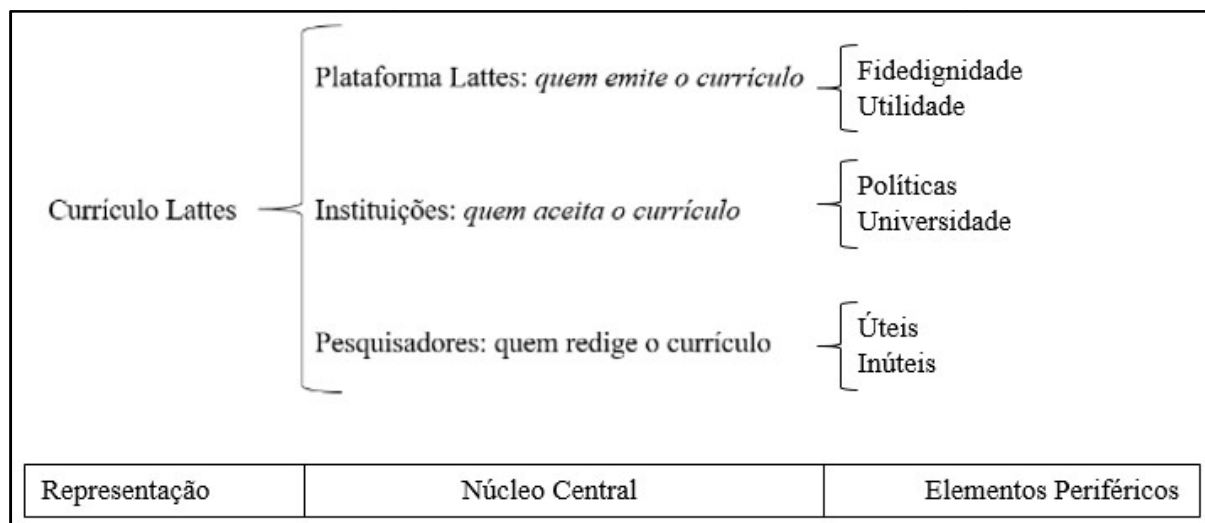 Plataforma Lattes: quem emite o currículo
Fidedignidade
Utilidade
Currículo Lattes
Instituições: quem aceita o currículo
Políticas
Universidade
Pesquisadores: quem redige o currículo
Úteis
Inúteis
Representação
Núcleo Central
Elementos Periféricos